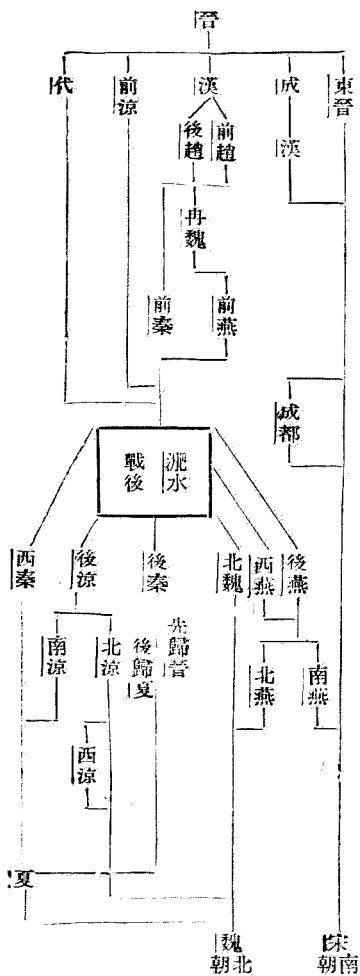 晉
東晉
成
漢
漢
前涼
代
前趙
後趙
冉魏
前燕
前秦
成都
淝水
戰後
後燕
西燕
北魏
後秦
後涼
西秦
南燕
北燕
先歸晉
後歸夏
北涼
南涼
西涼
夏
宋南朝
魏北朝